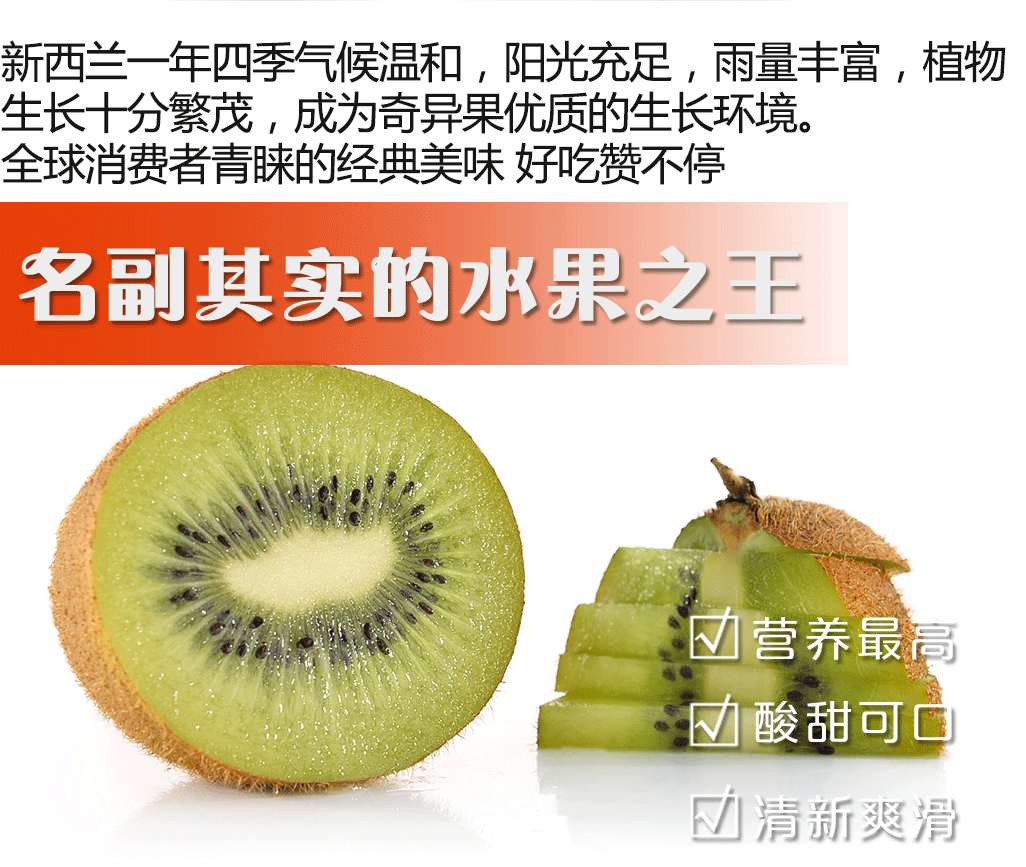 新西兰一年四季气候温和，阳光充足，雨量丰富，植物
生长十分繁茂，成为奇异果优质的生长环境。
全球消费者青睐的经典美味 好吃赞不停
名副其实的水果之王
营养最高
酸甜可口
清新爽滑